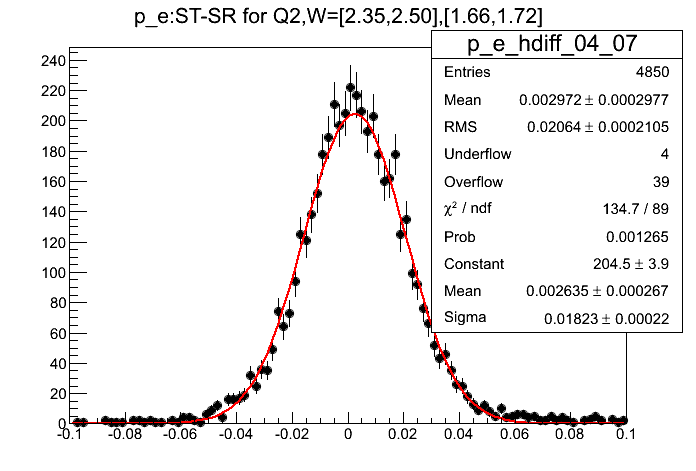 p_e:ST-SR for Q2,W=[2.35,2.50],[1.66,1.72]
p_e_hdiff_04_07
Entries 4850
Mean 0.002972 ± 0.0002977
RMS 0.02064 ± 0.0002105
Underflow 4
Overflow 39
χ² / ndf 134.7 / 89
Prob 0.001265
Constant 204.5 ± 3.9
Mean 0.002635 ± 0.000267
Sigma 0.01823 ± 0.00022
240
220
200
180
160
140
120
100
80
60
40
20
0
-0.1 -0.08 -0.06 -0.04 -0.02 0 0.02 0.04 0.06 0.08 0.1